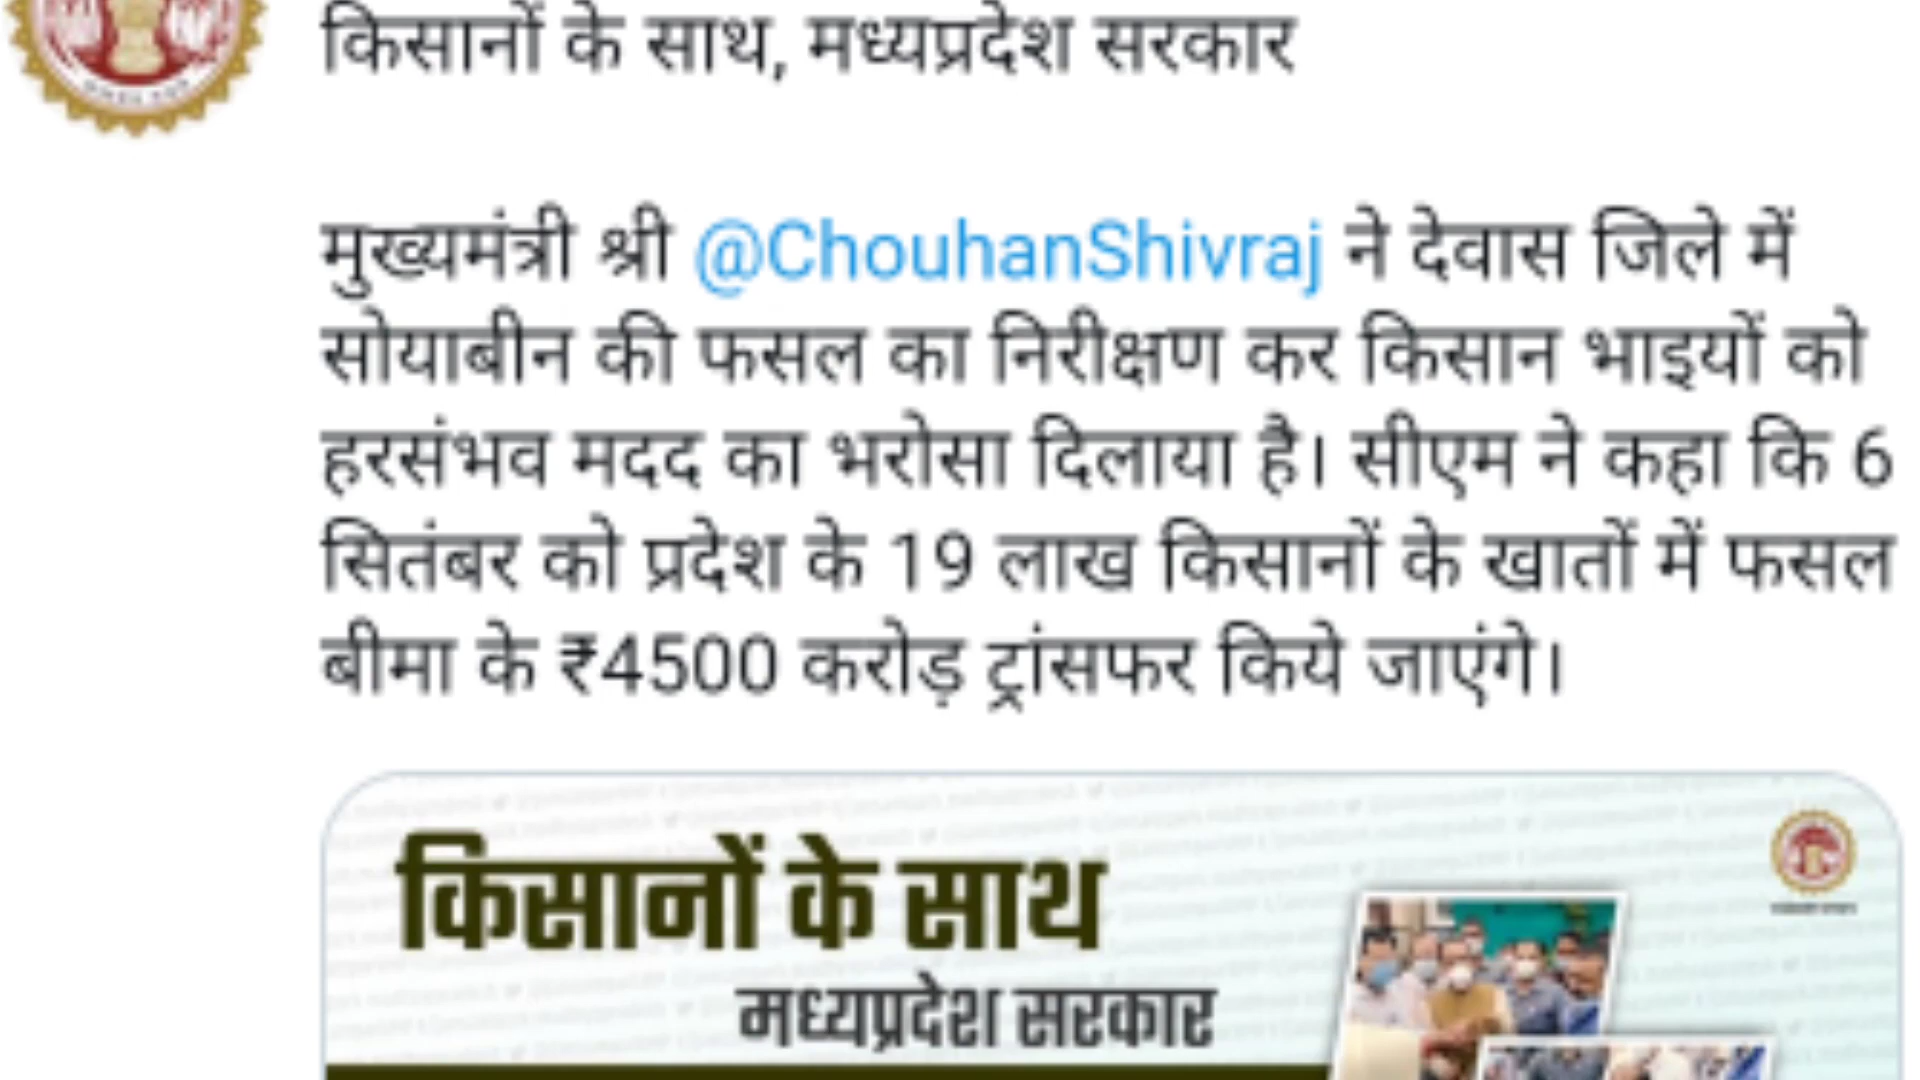 किसानों के साथ, मध्यप्रदेश सरकार
मुख्यमंत्री श्री @ChouhanShivraj ने देवास जिले में
सोयाबीन की फसल का निरीक्षण कर किसान भाइयों को
हरसंभव मदद का भरोसा दिलाया है। सीएम ने कहा कि 6
सितंबर को प्रदेश के 19 लाख किसानों के खातों में फसल
बीमा के ₹4500 करोड़ ट्रांसफर किये जाएंगे।
किसानों के साथ
मध्यप्रदेश सरकार